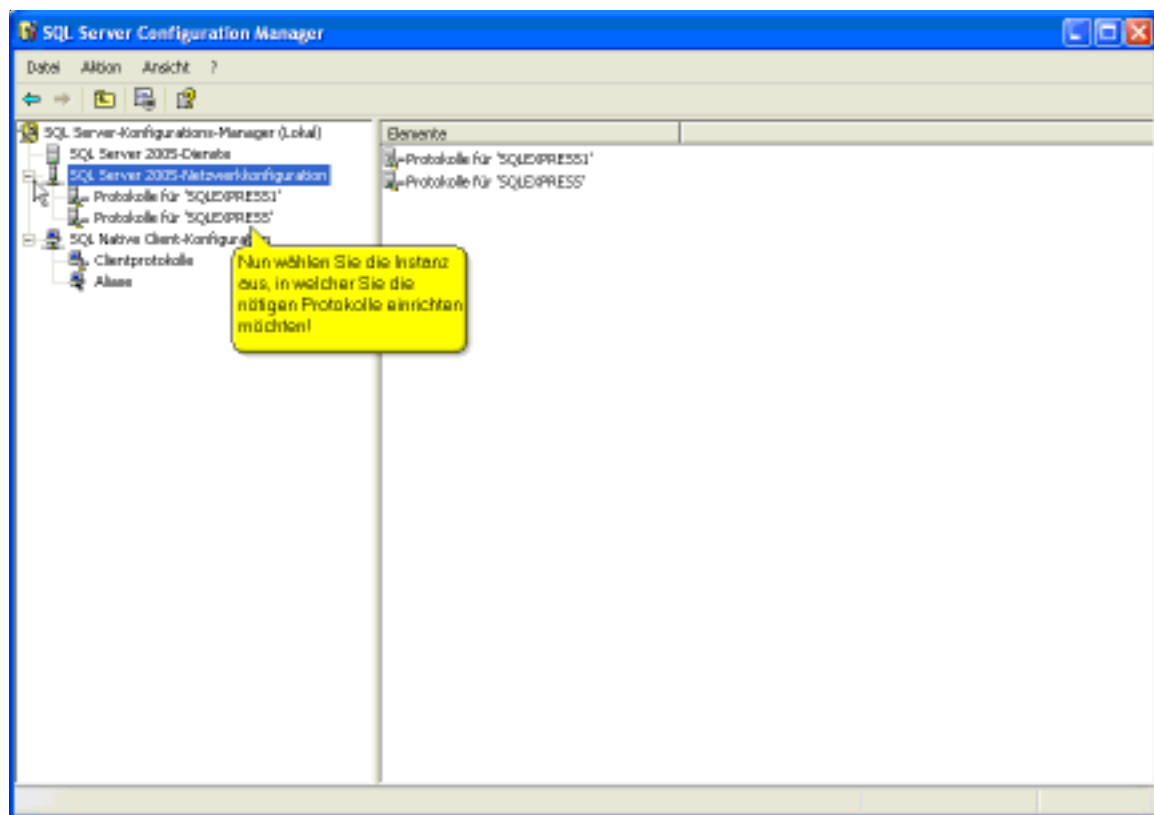 SQL Server Configuration Manager
Datei Aktion Ansicht ?
SQL Server-Konfigurations-Manager (Lokal)
SQL Server 2005-Dienste
SQL Server 2005-Netzwerkkonfiguration
Protokolle für 'SQLEXPRESS1'
Protokolle für 'SQLEXPRESS'
SQL Native Client-Konfiguration
Clientprotokolle
Aliase
Elemente
Protokolle für 'SQLEXPRESS1'
Protokolle für 'SQLEXPRESS'
Nun wählen Sie die Instanz
aus, in welcher Sie die
nötigen Protokolle einrichten
möchten!